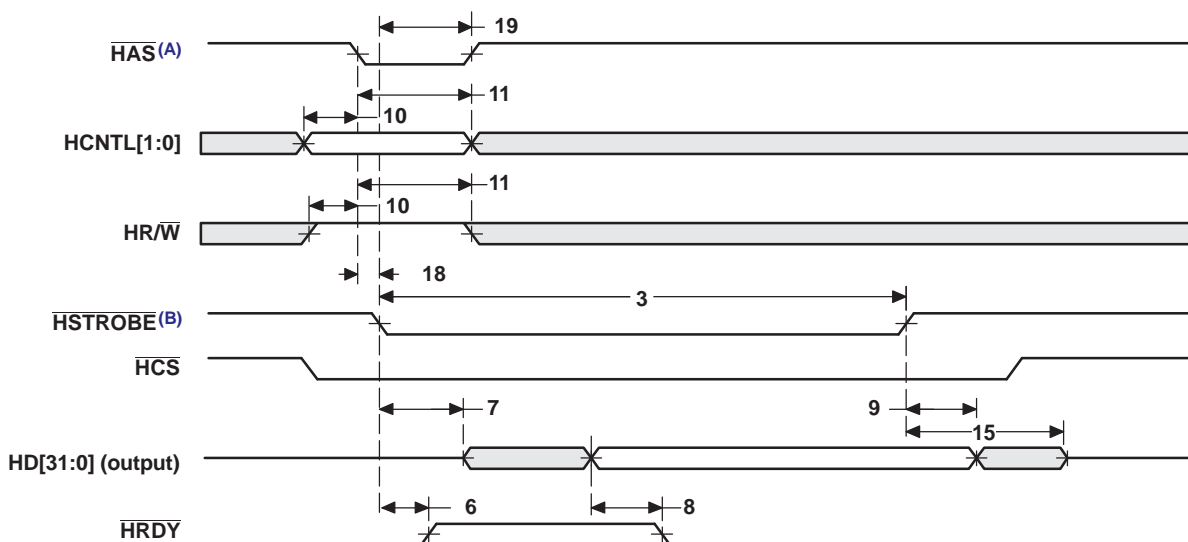 19
HAS(A)
11
10
HCNTL[1:0]
11
10
HR/W
18
3
HSTROBE(B)
HCS
7
9
15
HD[31:0] (output)
6
8
HRDY